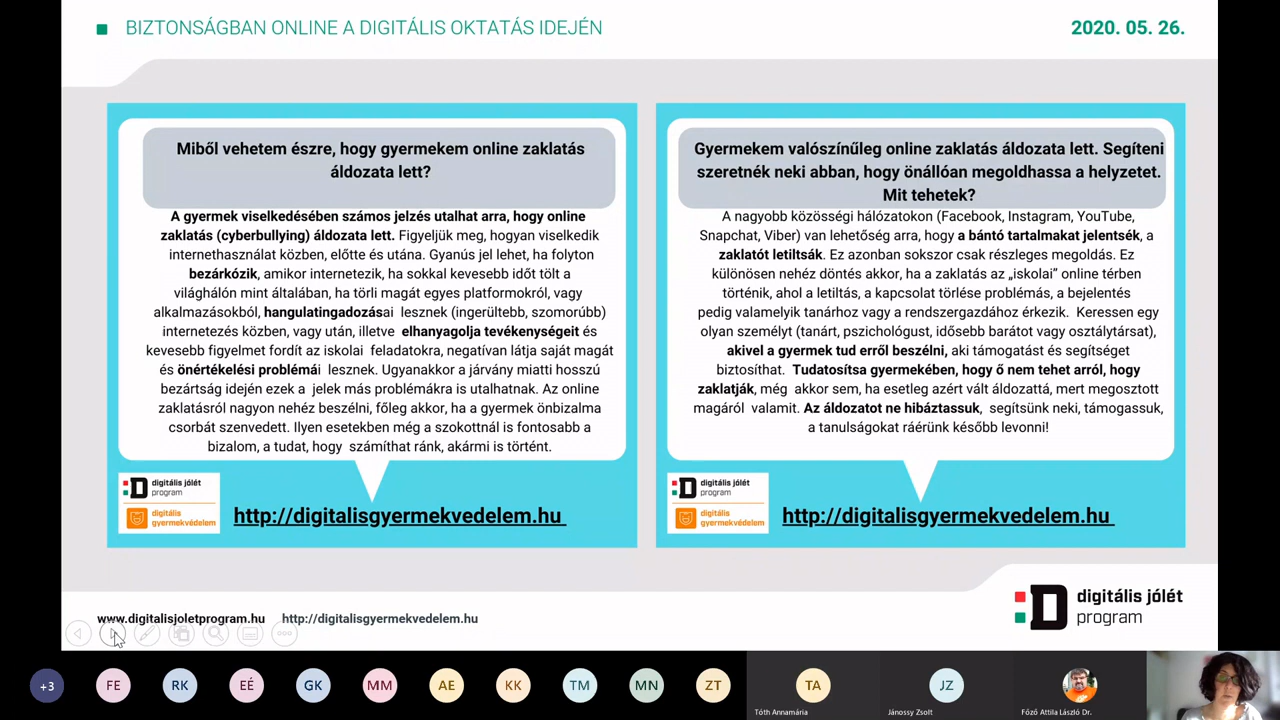 BIZTONSÁGBAN ONLINE A DIGITÁLIS OKTATÁS IDEJÉN
2020. 05. 26.
Miből vehetem észre, hogy gyermekem online zaklatás
áldozata lett?
A gyermek viselkedésében számos jelzés utalhat arra, hogy online
zaklatás (cyberbullying) áldozata lett. Figyeljük meg, hogyan viselkedik
internethasználat közben, előtte és utána. Gyanús jel lehet, ha folyton
bezárkózik, amikor internetezik, ha sokkal kevesebb időt tölt a
világhálón mint általában, ha törli magát egyes platformokról, vagy
alkalmazásokból, hangulatingadozásai lesznek (ingerültebb, szomorúbb)
internetezés közben, vagy után, illetve elhanyagolja tevékenységeit és
kevesebb figyelmet fordít az iskolai feladatokra, negatívan látja saját magát
és önértékelési problémái lesznek. Ugyanakkor a járvány miatti hosszú
bezártság idején ezek a jelek más problémákra is utalhatnak. Az online
zaklatásról nagyon nehéz beszélni, főleg akkor, ha a gyermek önbizalma
csorbát szenvedett. Ilyen esetekben még a szokottnál is fontosabb a
bizalom, a tudat, hogy számíthat ránk, akármi is történt.
digitális jólét
program
digitális
gyermekvédelem
http://digitalisgyermekvedelem.hu
Gyermekem valószínűleg online zaklatás áldozata lett. Segíteni
szeretnék neki abban, hogy önállóan megoldhassa a helyzetet.
Mit tehetek?
A nagyobb közösségi hálózatokon (Facebook, Instagram, YouTube,
Snapchat, Viber) van lehetőség arra, hogy a bántó tartalmakat jelentsék, a
zaklatót letiltsák. Ez azonban sokszor csak részleges megoldás. Ez
különösen nehéz döntés akkor, ha a zaklatás az „iskolai” online térben
történik, ahol a letiltás, a kapcsolat törlése problémás, a bejelentés
pedig valamelyik tanárhoz vagy a rendszergazdához érkezik. Keressen egy
olyan személyt (tanárt, pszichológust, idősebb barátot vagy osztálytársat),
akivel a gyermek tud erről beszélni, aki támogatást és segítséget
biztosíthat. Tudatosítsa gyermekében, hogy ő nem tehet arról, hogy
zaklatják, még akkor sem, ha esetleg azért vált áldozattá, mert megosztott
magáról valamit. Az áldozatot ne hibáztassuk, segítsünk neki, támogassuk,
a tanulságokat ráérünk később levonni!
digitális jólét
program
digitális
gyermekvédelem
http://digitalisgyermekvedelem.hu
www.digitalisjoletprogram.hu http://digitalisgyermekvedelem.hu
digitális jólét
program
+3 FE RK EÉ GK MM AE KK TM MN ZT TA JZ
Tóth Annamária Jánossy Zsolt Főző Attila László Dr.